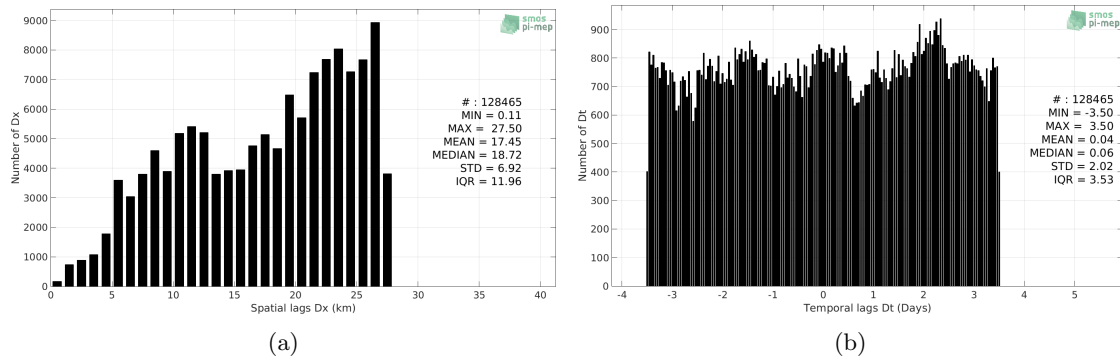 smos
pi-mep
9000
8000
7000
6000
5000
4000
3000
2000
1000
0
Number of Dx
# : 128465
MIN = 0.11
MAX = 27.50
MEAN = 17.45
MEDIAN = 18.72
STD = 6.92
IQR = 11.96
0 5 10 15 20 25 30 35 40
Spatial lags Dx (km)
(a)
smos
pi-mep
900
800
700
600
500
400
300
200
100
0
Number of Dt
# : 128465
MIN = -3.50
MAX = 3.50
MEAN = 0.04
MEDIAN = 0.06
STD = 2.02
IQR = 3.53
-4 -3 -2 -1 0 1 2 3 4 5
Temporal lags Dt (Days)
(b)